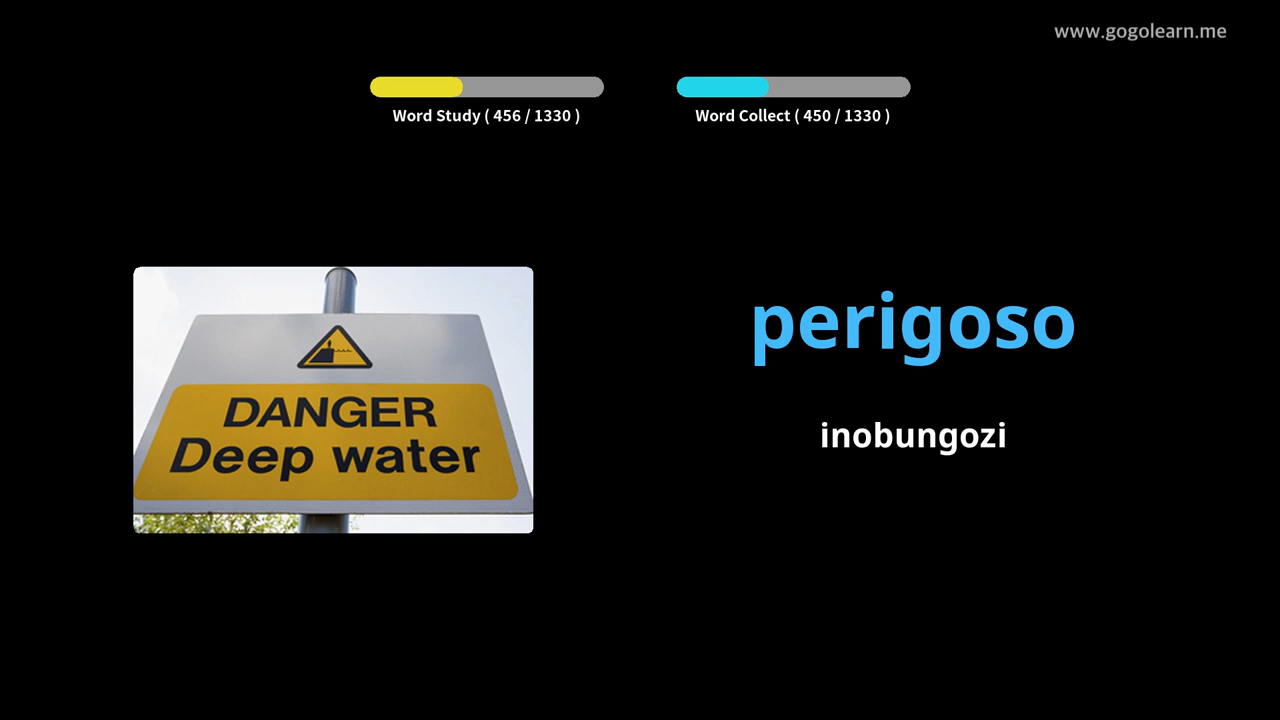 www.gogolearn.me
Word Study ( 456 / 1330 )
Word Collect ( 450 / 1330 )
DANGER
Deep water
perigoso
inobungozi